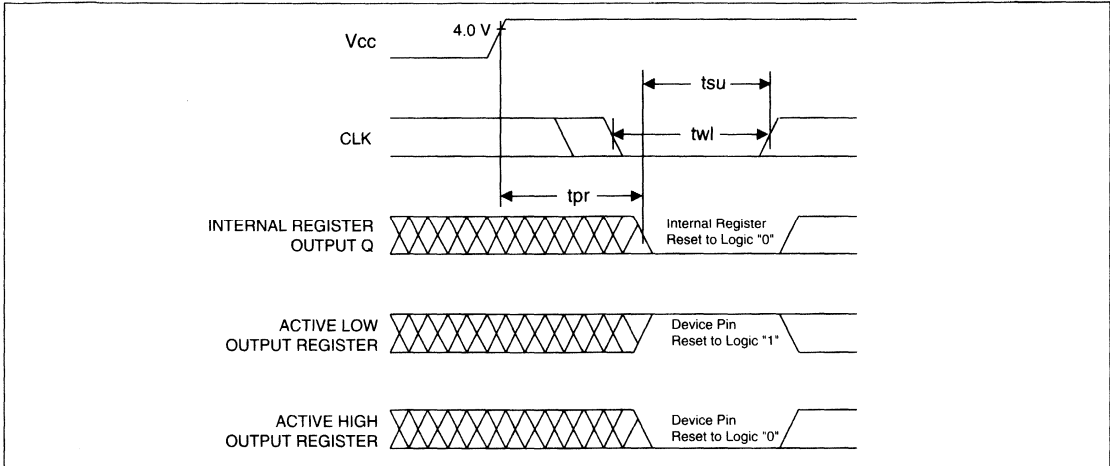 Vcc
4.0 V
tsu
CLK
twl
tpr
INTERNAL REGISTER
OUTPUT Q
Internal Register
Reset to Logic "0"
ACTIVE LOW
OUTPUT REGISTER
Device Pin
Reset to Logic "1"
ACTIVE HIGH
OUTPUT REGISTER
Device Pin
Reset to Logic "0"